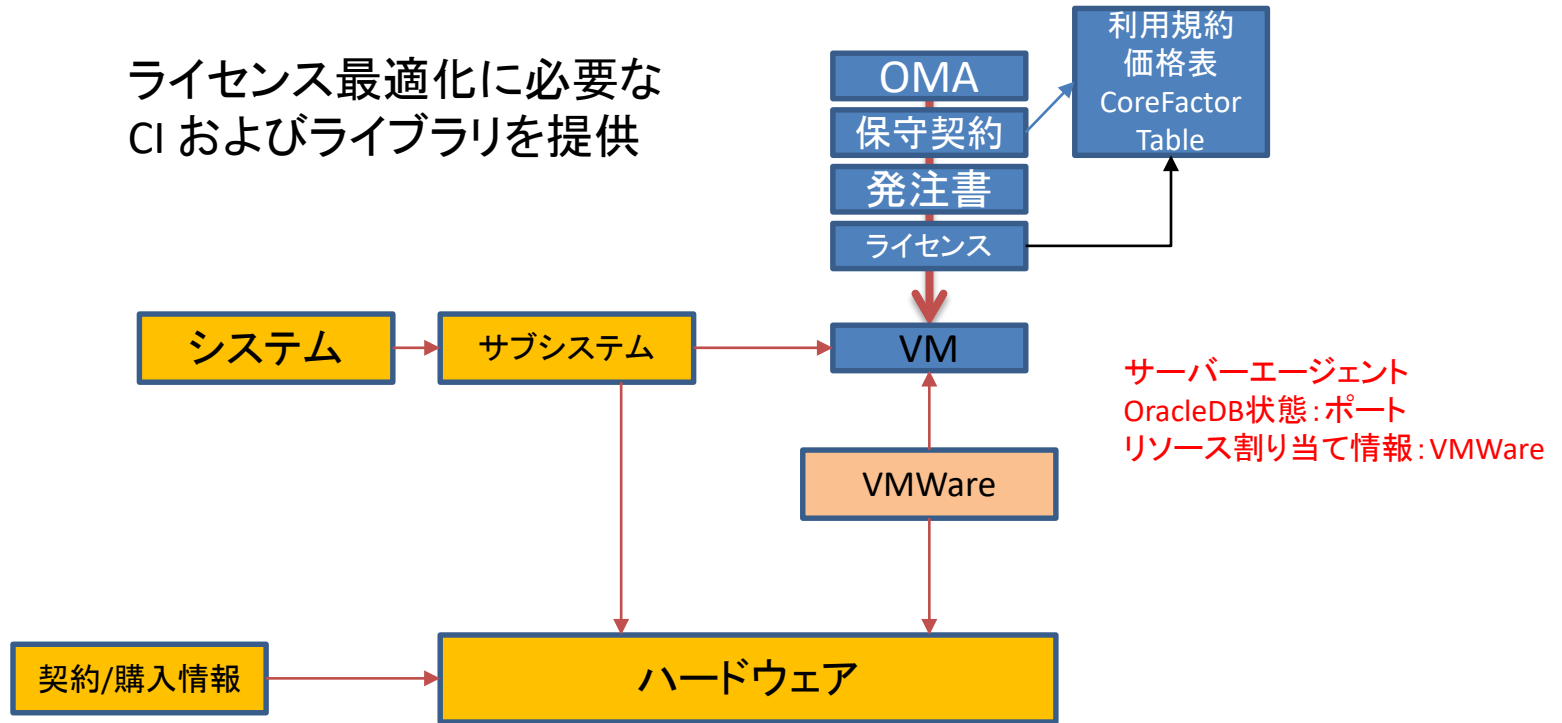 ライセンス最適化に必要な
CI およびライブラリを提供
OMA
保守契約
発注書
ライセンス
利用規約
価格表
CoreFactor
Table
システム
サブシステム
VM
サーバーエージェント
OracleDB状態：ポート
リソース割り当て情報：VMWare
VMWare
契約/購入情報
ハードウェア